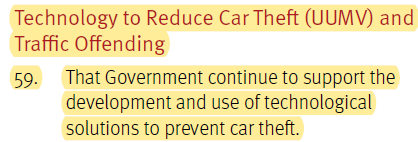 Technology to Reduce Car Theft (UUMV) and
Traffic Offending
59. That Government continue to support the
development and use of technological
solutions to prevent car theft.